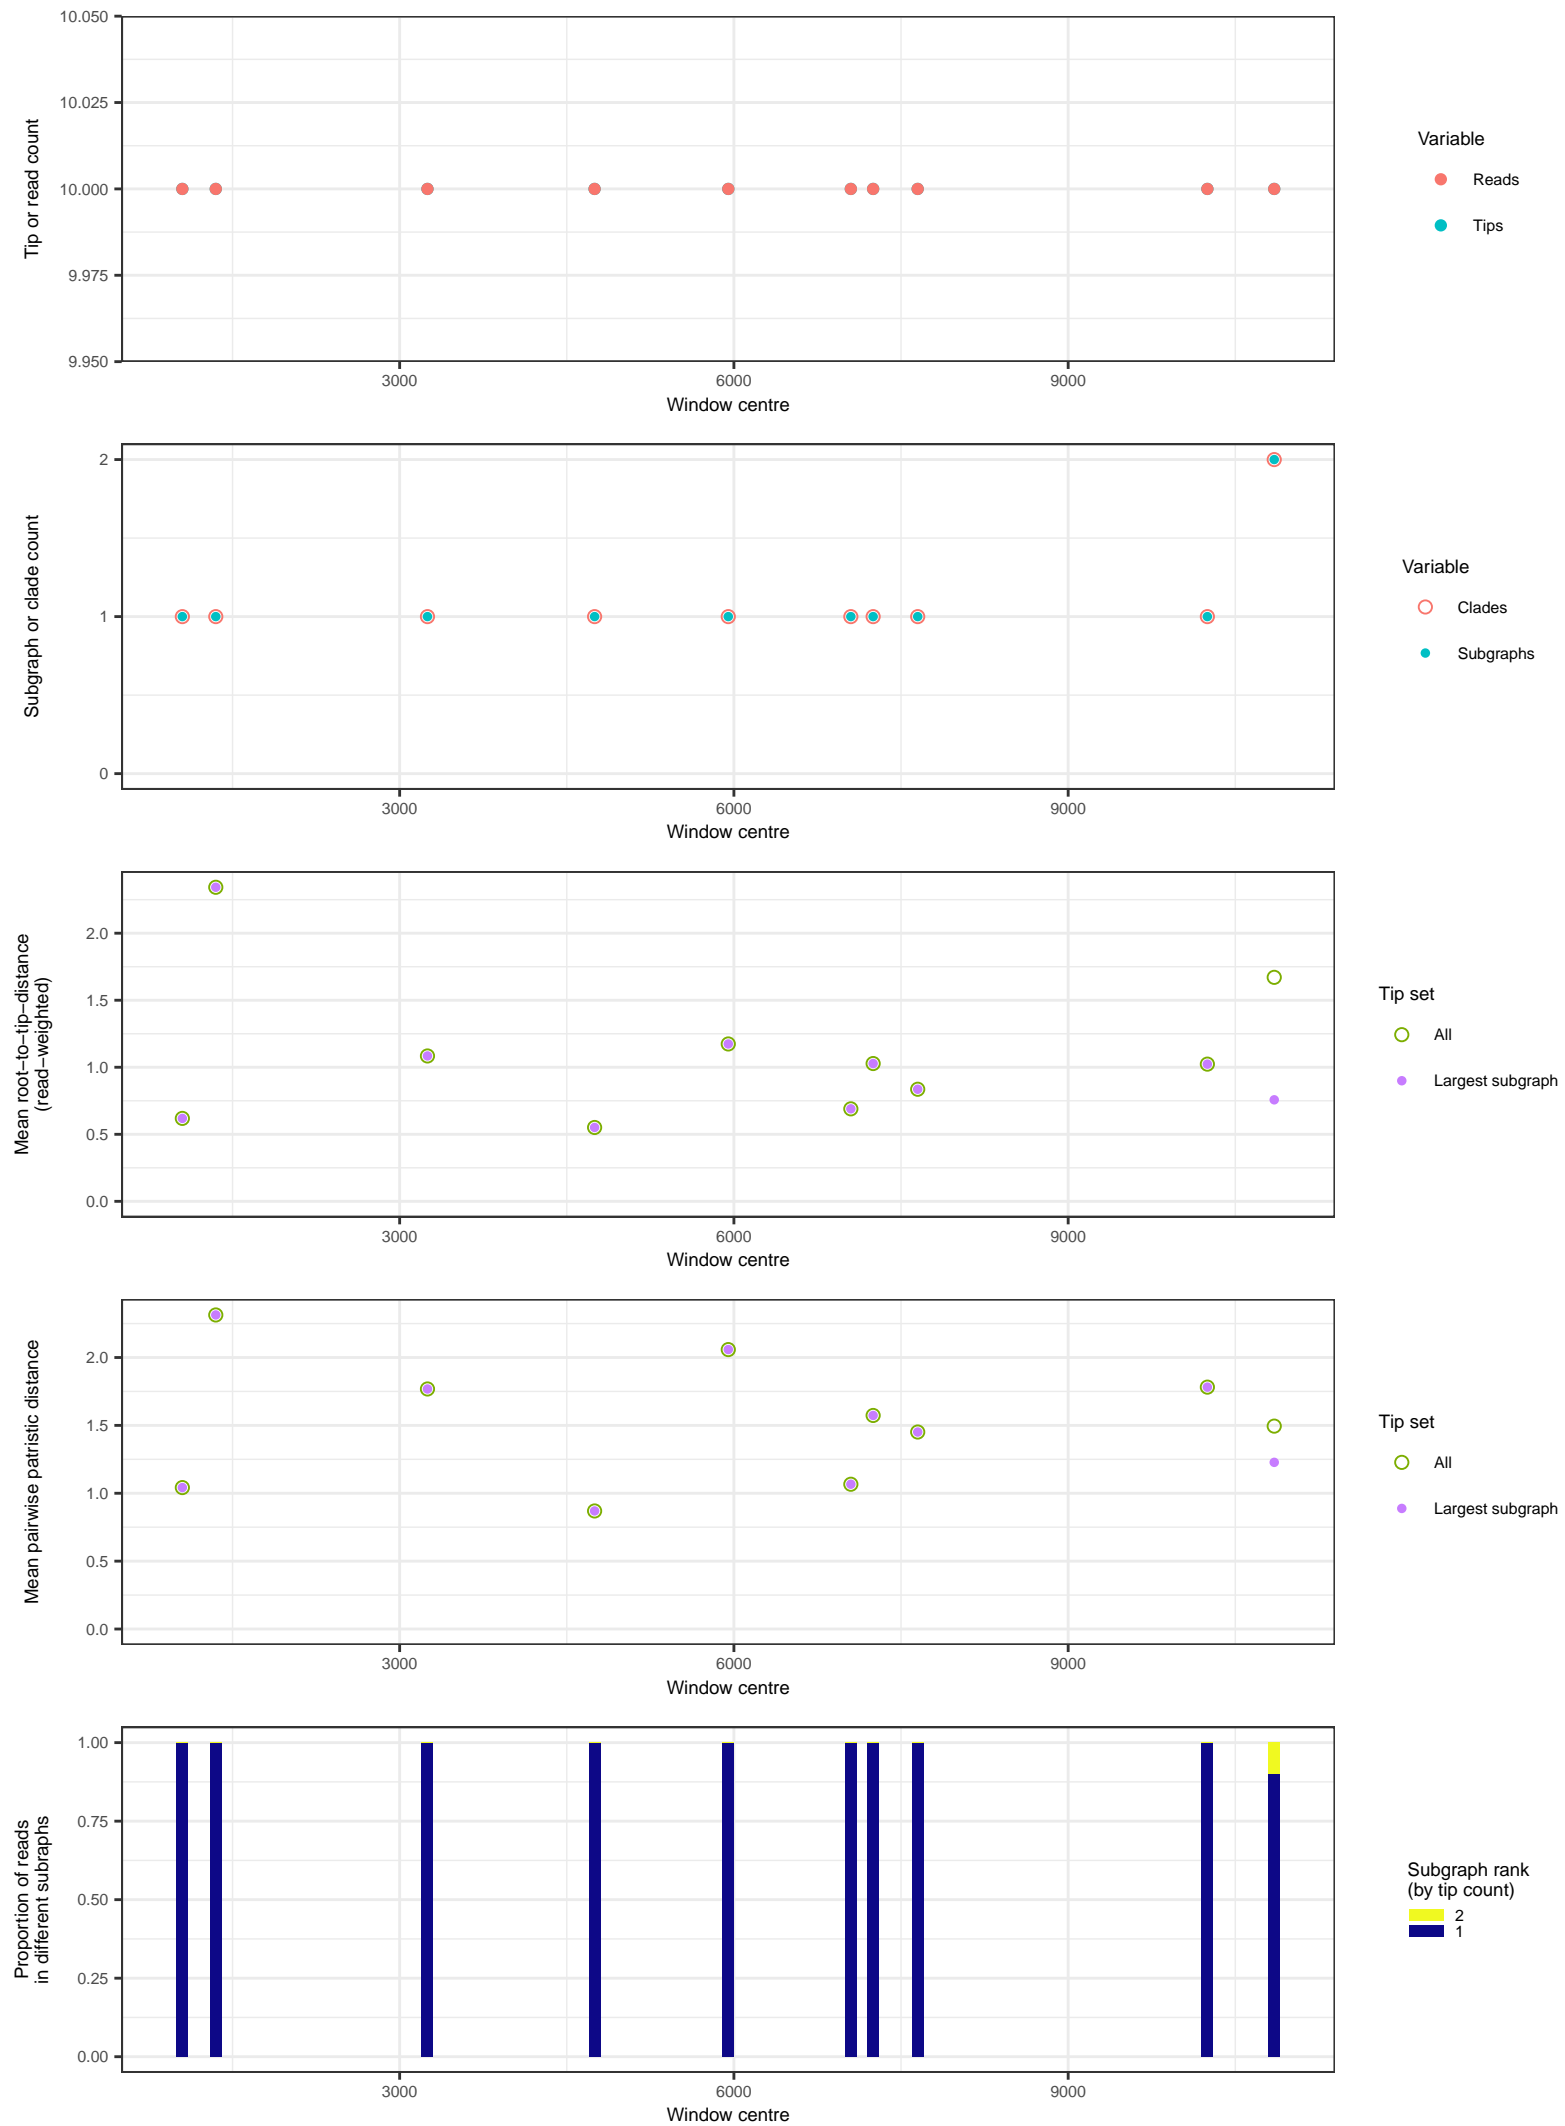 10.050
10.025
10.000
9.975
9.950
Tip or read count
3000
6000
9000
Window centre
Variable
Reads
Tips
2
1
0
Subgraph or clade count
3000
6000
9000
Window centre
Variable
Clades
Subgraphs
2.0
1.5
1.0
0.5
0.0
Mean root−to−tip−distance
(read−weighted)
3000
6000
9000
Window centre
Tip set
All
Largest subgraph
2.0
1.5
1.0
0.5
0.0
Mean pairwise patristic distance
3000
6000
9000
Window centre
Tip set
All
Largest subgraph
1.00
0.75
0.50
0.25
0.00
Proportion of reads
in different subraphs
3000
6000
9000
Window centre
Subgraph rank
(by tip count)
2
1